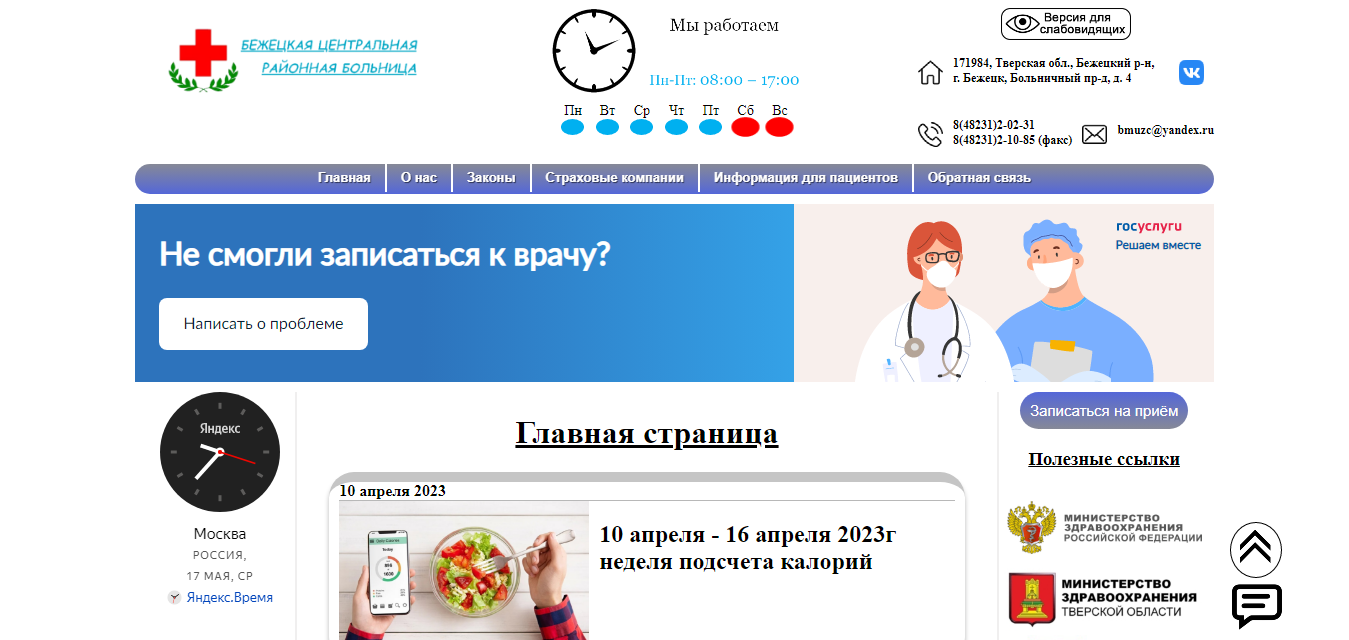 БЕЖЕЦКАЯ ЦЕНТРАЛЬНАЯ
РАЙОННАЯ БОЛЬНИЦА
Мы работаем
Пн-Пт: 08:00 – 17:00
Пн Вт Ср Чт Пт Сб Вс
Версия для
слабовидящих
171984, Тверская обл., Бежецкий р-н,
г. Бежецк, Больничный пр-д, д. 4
8(48231)2-02-31
8(48231)2-10-85 (факс)
bmuzc@yandex.ru
Главная О нас Законы Страховые компании Информация для пациентов Обратная связь
Не смогли записаться к врачу?
Написать о проблеме
госуслуги
Решаем вместе
Яндекс
Москва
РОССИЯ,
17 МАЯ, СР
Яндекс.Время
Главная страница
10 апреля 2023
10 апреля - 16 апреля 2023г
неделя подсчета калорий
Today
Записаться на приём
Полезные ссылки
МИНИСТЕРСТВО
ЗДРАВООХРАНЕНИЯ
РОССИЙСКОЙ ФЕДЕРАЦИИ
МИНИСТЕРСТВО
ЗДРАВООХРАНЕНИЯ
ТВЕРСКОЙ ОБЛАСТИ